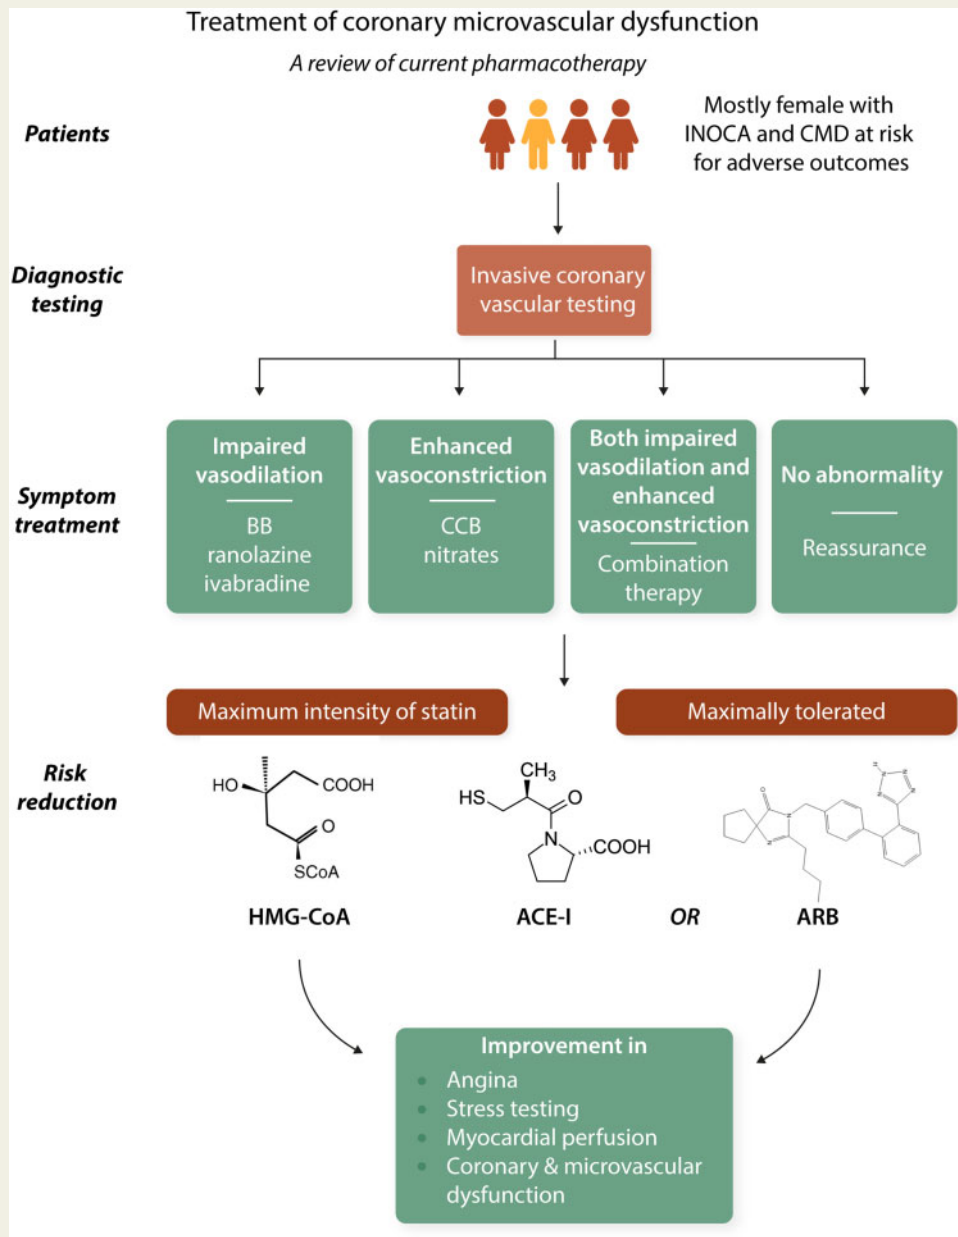 Treatment of coronary microvascular dysfunction
A review of current pharmacotherapy
Patients
Mostly female with
INOCA and CMD at risk
for adverse outcomes
Diagnostic
testing
Invasive coronary
vascular testing
Symptom
treatment
Impaired
vasodilation
BB
ranolazine
ivabradine
Enhanced
vasoconstriction
CCB
nitrates
Both impaired
vasodilation and
enhanced
vasoconstriction
Combination
therapy
No abnormality
Reassurance
Risk
reduction
Maximum intensity of statin
Maximally tolerated
HO
COOH
O
SCoA
HMG-CoA
CH₃
HS
O
N
COOH
ACE-I
OR
O
N
N
ARB
Improvement in
• Angina
• Stress testing
• Myocardial perfusion
• Coronary & microvascular
dysfunction